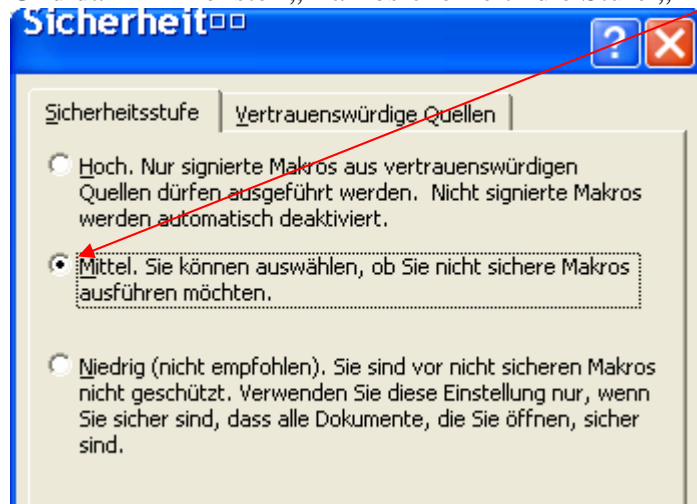 Sicherheit
Sicherheitsstufe Vertrauenswürdige Quellen
Hoch. Nur signierte Makros aus vertrauenswürdigen
Quellen dürfen ausgeführt werden. Nicht signierte Makros
werden automatisch deaktiviert.
Mittel. Sie können auswählen, ob Sie nicht sichere Makros
ausführen möchten.
Niedrig (nicht empfohlen). Sie sind vor nicht sicheren Makros
nicht geschützt. Verwenden Sie diese Einstellung nur, wenn
Sie sicher sind, dass alle Dokumente, die Sie öffnen, sicher
sind.